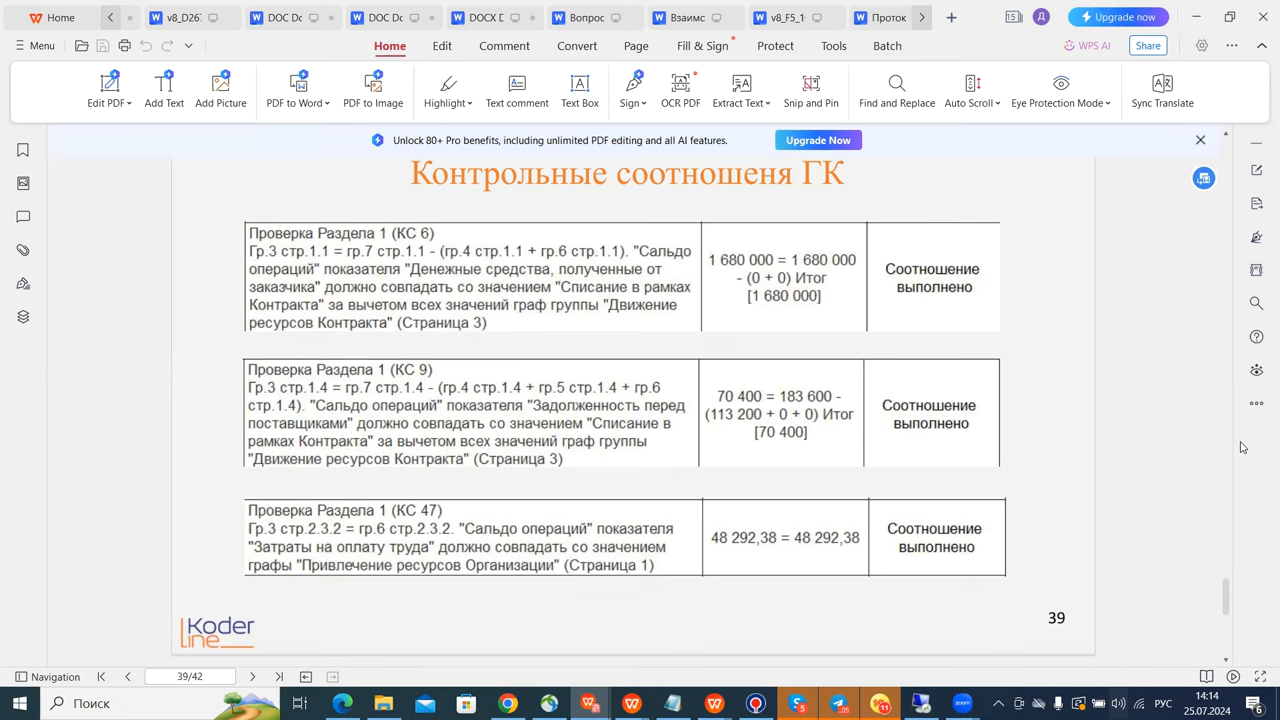 Home
v8_D26
DOC Do
DOC Do
DOCX D
Вопрос
Взаимс
v8_F5_1
Проток
15
Д
Upgrade now
Menu
Home
Edit
Comment
Convert
Page
Fill & Sign
Protect
Tools
Batch
WPS AI
Share
Edit PDF
Add Text
Add Picture
PDF to Word
PDF to Image
Highlight
Text comment
Text Box
Sign
OCR PDF
Extract Text
Snip and Pin
Find and Replace
Auto Scroll
Eye Protection Mode
Sync Translate
Unlock 80+ Pro benefits, including unlimited PDF editing and all AI features.
Upgrade Now
Контрольные соотношеня ГК
Проверка Раздела 1 (КС 6)
Гр.3 стр.1.1 = гр.7 стр.1.1 - (гр.4 стр.1.1 + гр.6 стр.1.1). "Сальдо
операций" показателя "Денежные средства, полученные от
заказчика" должно совпадать со значением "Списание в рамках
Контракта" за вычетом всех значений граф группы "Движение
ресурсов Контракта" (Страница 3)
1 680 000 = 1 680 000
- (0 + 0) Итог
[1 680 000]
Соотношение
выполнено
Проверка Раздела 1 (КС 9)
Гр.3 стр.1.4 = гр.7 стр.1.4 - (гр.4 стр.1.4 + гр.5 стр.1.4 + гр.6
стр.1.4). "Сальдо операций" показателя "Задолженность перед
поставщиками" должно совпадать со значением "Списание в
рамках Контракта" за вычетом всех значений граф группы
"Движение ресурсов Контракта" (Страница 3)
70 400 = 183 600 -
(113 200 + 0 + 0) Итог
[70 400]
Соотношение
выполнено
Проверка Раздела 1 (КС 47)
Гр.3 стр.2.3.2 = гр.6 стр.2.3.2. "Сальдо операций" показателя
"Затраты на оплату труда" должно совпадать со значением
графы "Привлечение ресурсов Организации" (Страница 1)
48 292,38 = 48 292,38
Соотношение
выполнено
Koder
line
39
Navigation
39/42
Поиск
РУС
14:14
25.07.2024